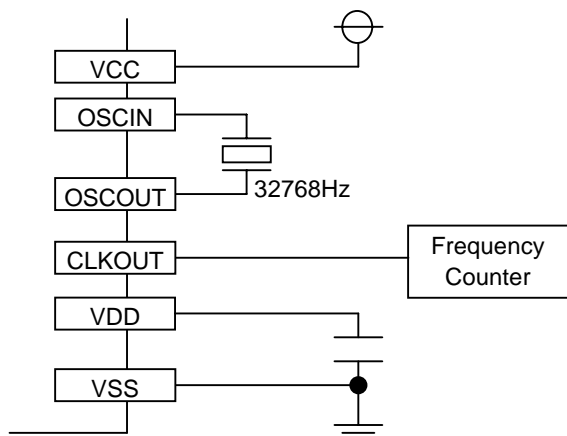 VCC
OSCIN
32768Hz
OSCOUT
CLKOUT
Frequency
Counter
VDD
VSS